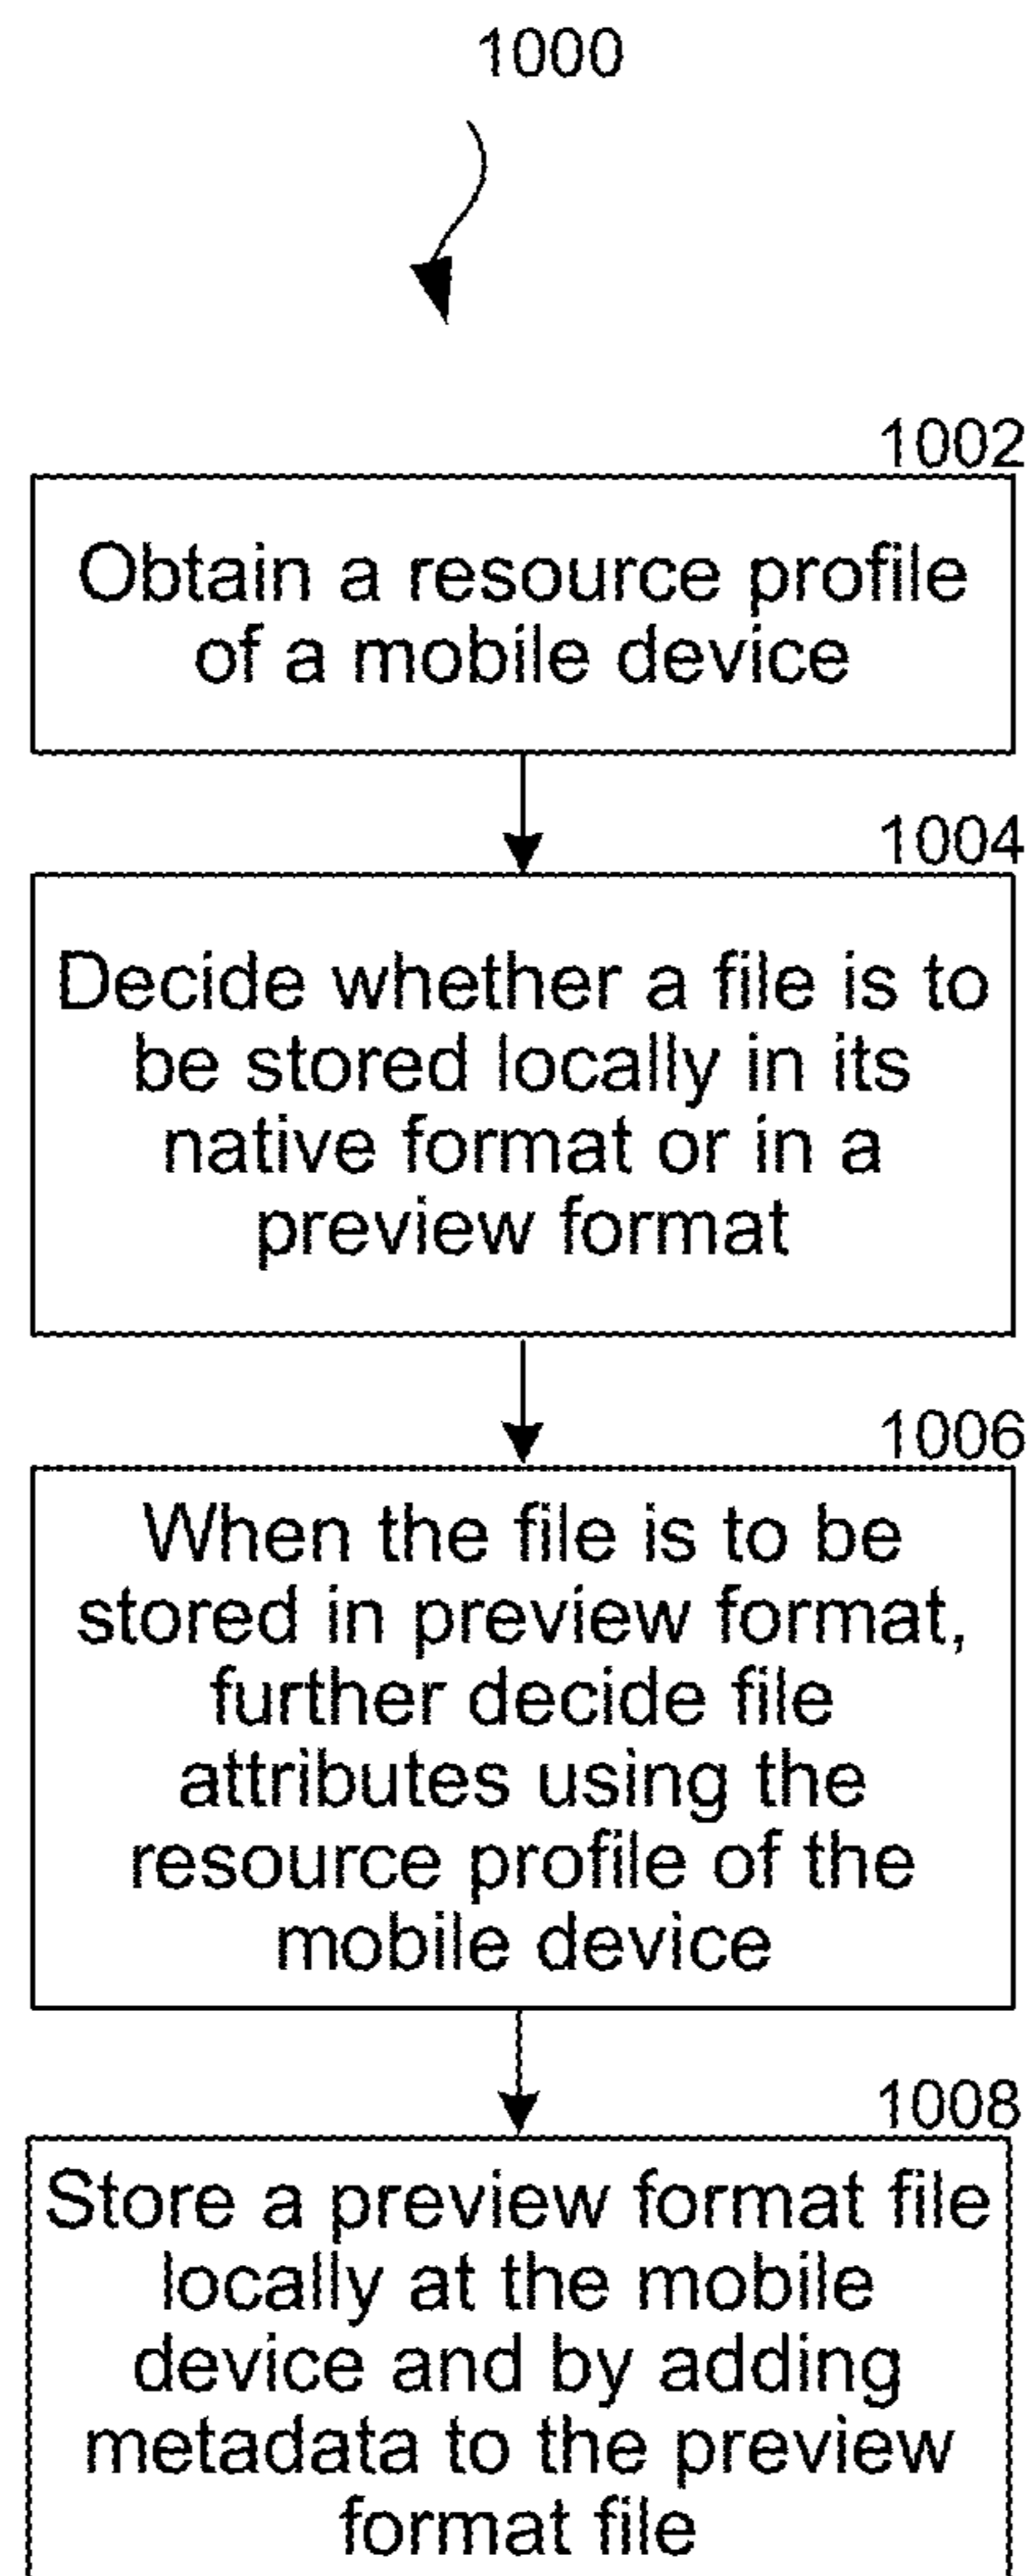 1000
1002
Obtain a resource profile
of a mobile device
1004
Decide whether a file is to
be stored locally in its
native format or in a
preview format
1006
When the file is to be
stored in preview format,
further decide file
attributes using the
resource profile of the
mobile device
1008
Store a preview format file
locally at the mobile
device and by adding
metadata to the preview
format file